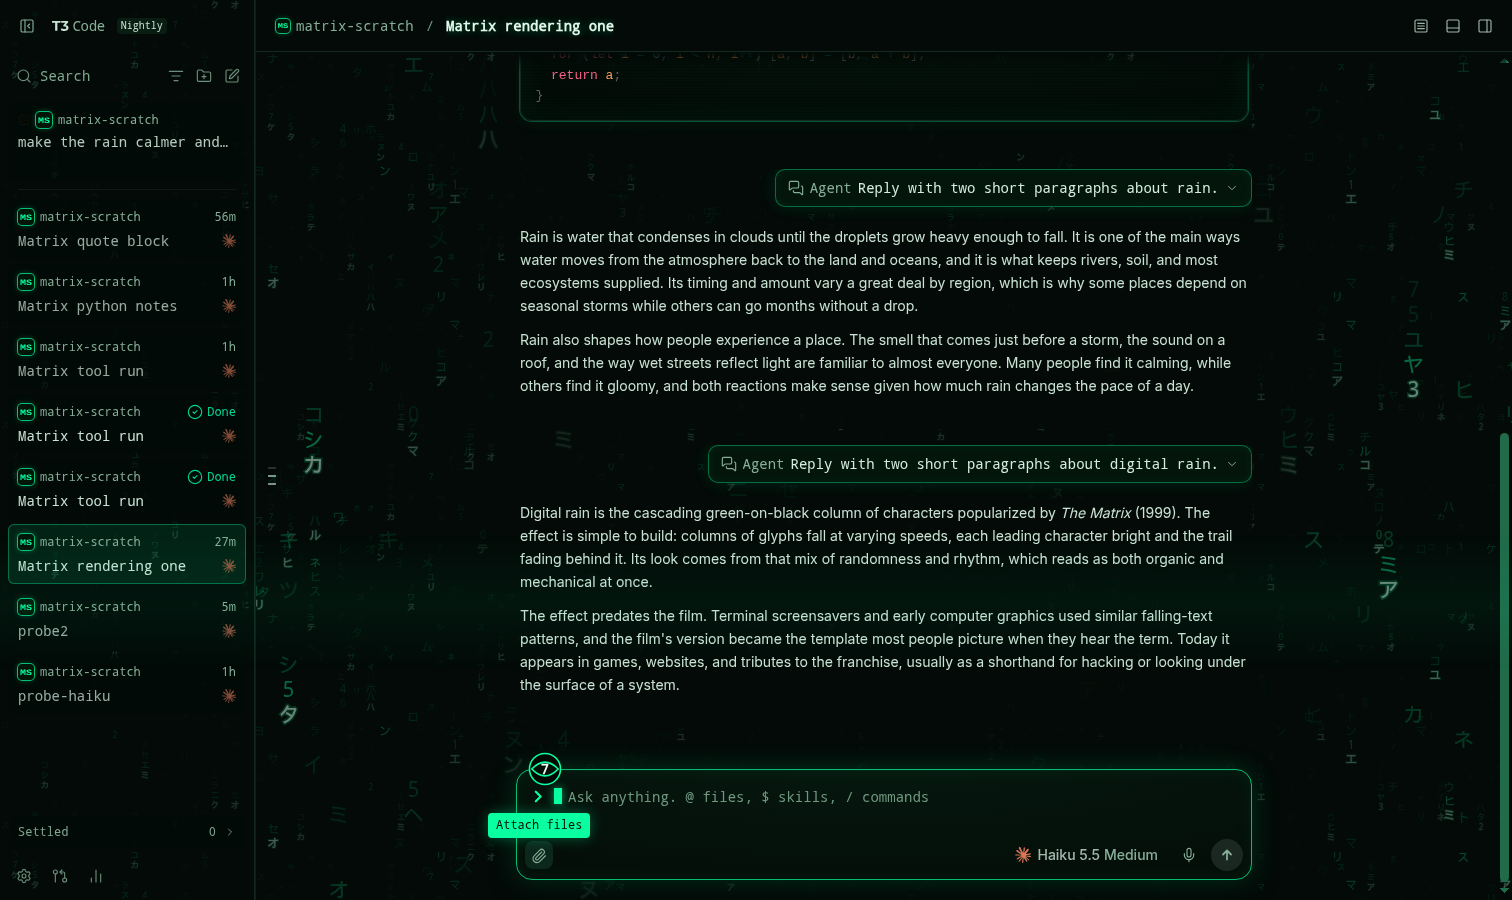 T3 Code Nightly
Search
MS matrix-scratch
make the rain calmer and…
MS matrix-scratch 56m
Matrix quote block
MS matrix-scratch 1h
Matrix python notes
MS matrix-scratch 1h
Matrix tool run
MS matrix-scratch Done
Matrix tool run
MS matrix-scratch Done
Matrix tool run
MS matrix-scratch 27m
Matrix rendering one
MS matrix-scratch 5m
probe2
MS matrix-scratch 1h
probe-haiku
Settled 0
MS matrix-scratch / Matrix rendering one
return a;
}
Agent Reply with two short paragraphs about rain.
Rain is water that condenses in clouds until the droplets grow heavy enough to fall. It is one of the main ways
water moves from the atmosphere back to the land and oceans, and it is what keeps rivers, soil, and most
ecosystems supplied. Its timing and amount vary a great deal by region, which is why some places depend on
seasonal storms while others can go months without a drop.
Rain also shapes how people experience a place. The smell that comes just before a storm, the sound on a
roof, and the way wet streets reflect light are familiar to almost everyone. Many people find it calming, while
others find it gloomy, and both reactions make sense given how much rain changes the pace of a day.
Agent Reply with two short paragraphs about digital rain.
Digital rain is the cascading green-on-black column of characters popularized by The Matrix (1999). The
effect is simple to build: columns of glyphs fall at varying speeds, each leading character bright and the trail
fading behind it. Its look comes from that mix of randomness and rhythm, which reads as both organic and
mechanical at once.
The effect predates the film. Terminal screensavers and early computer graphics used similar falling-text
patterns, and the film's version became the template most people picture when they hear the term. Today it
appears in games, websites, and tributes to the franchise, usually as a shorthand for hacking or looking under
the surface of a system.
7
Ask anything. @ files, $ skills, / commands
Attach files
Haiku 5.5 Medium